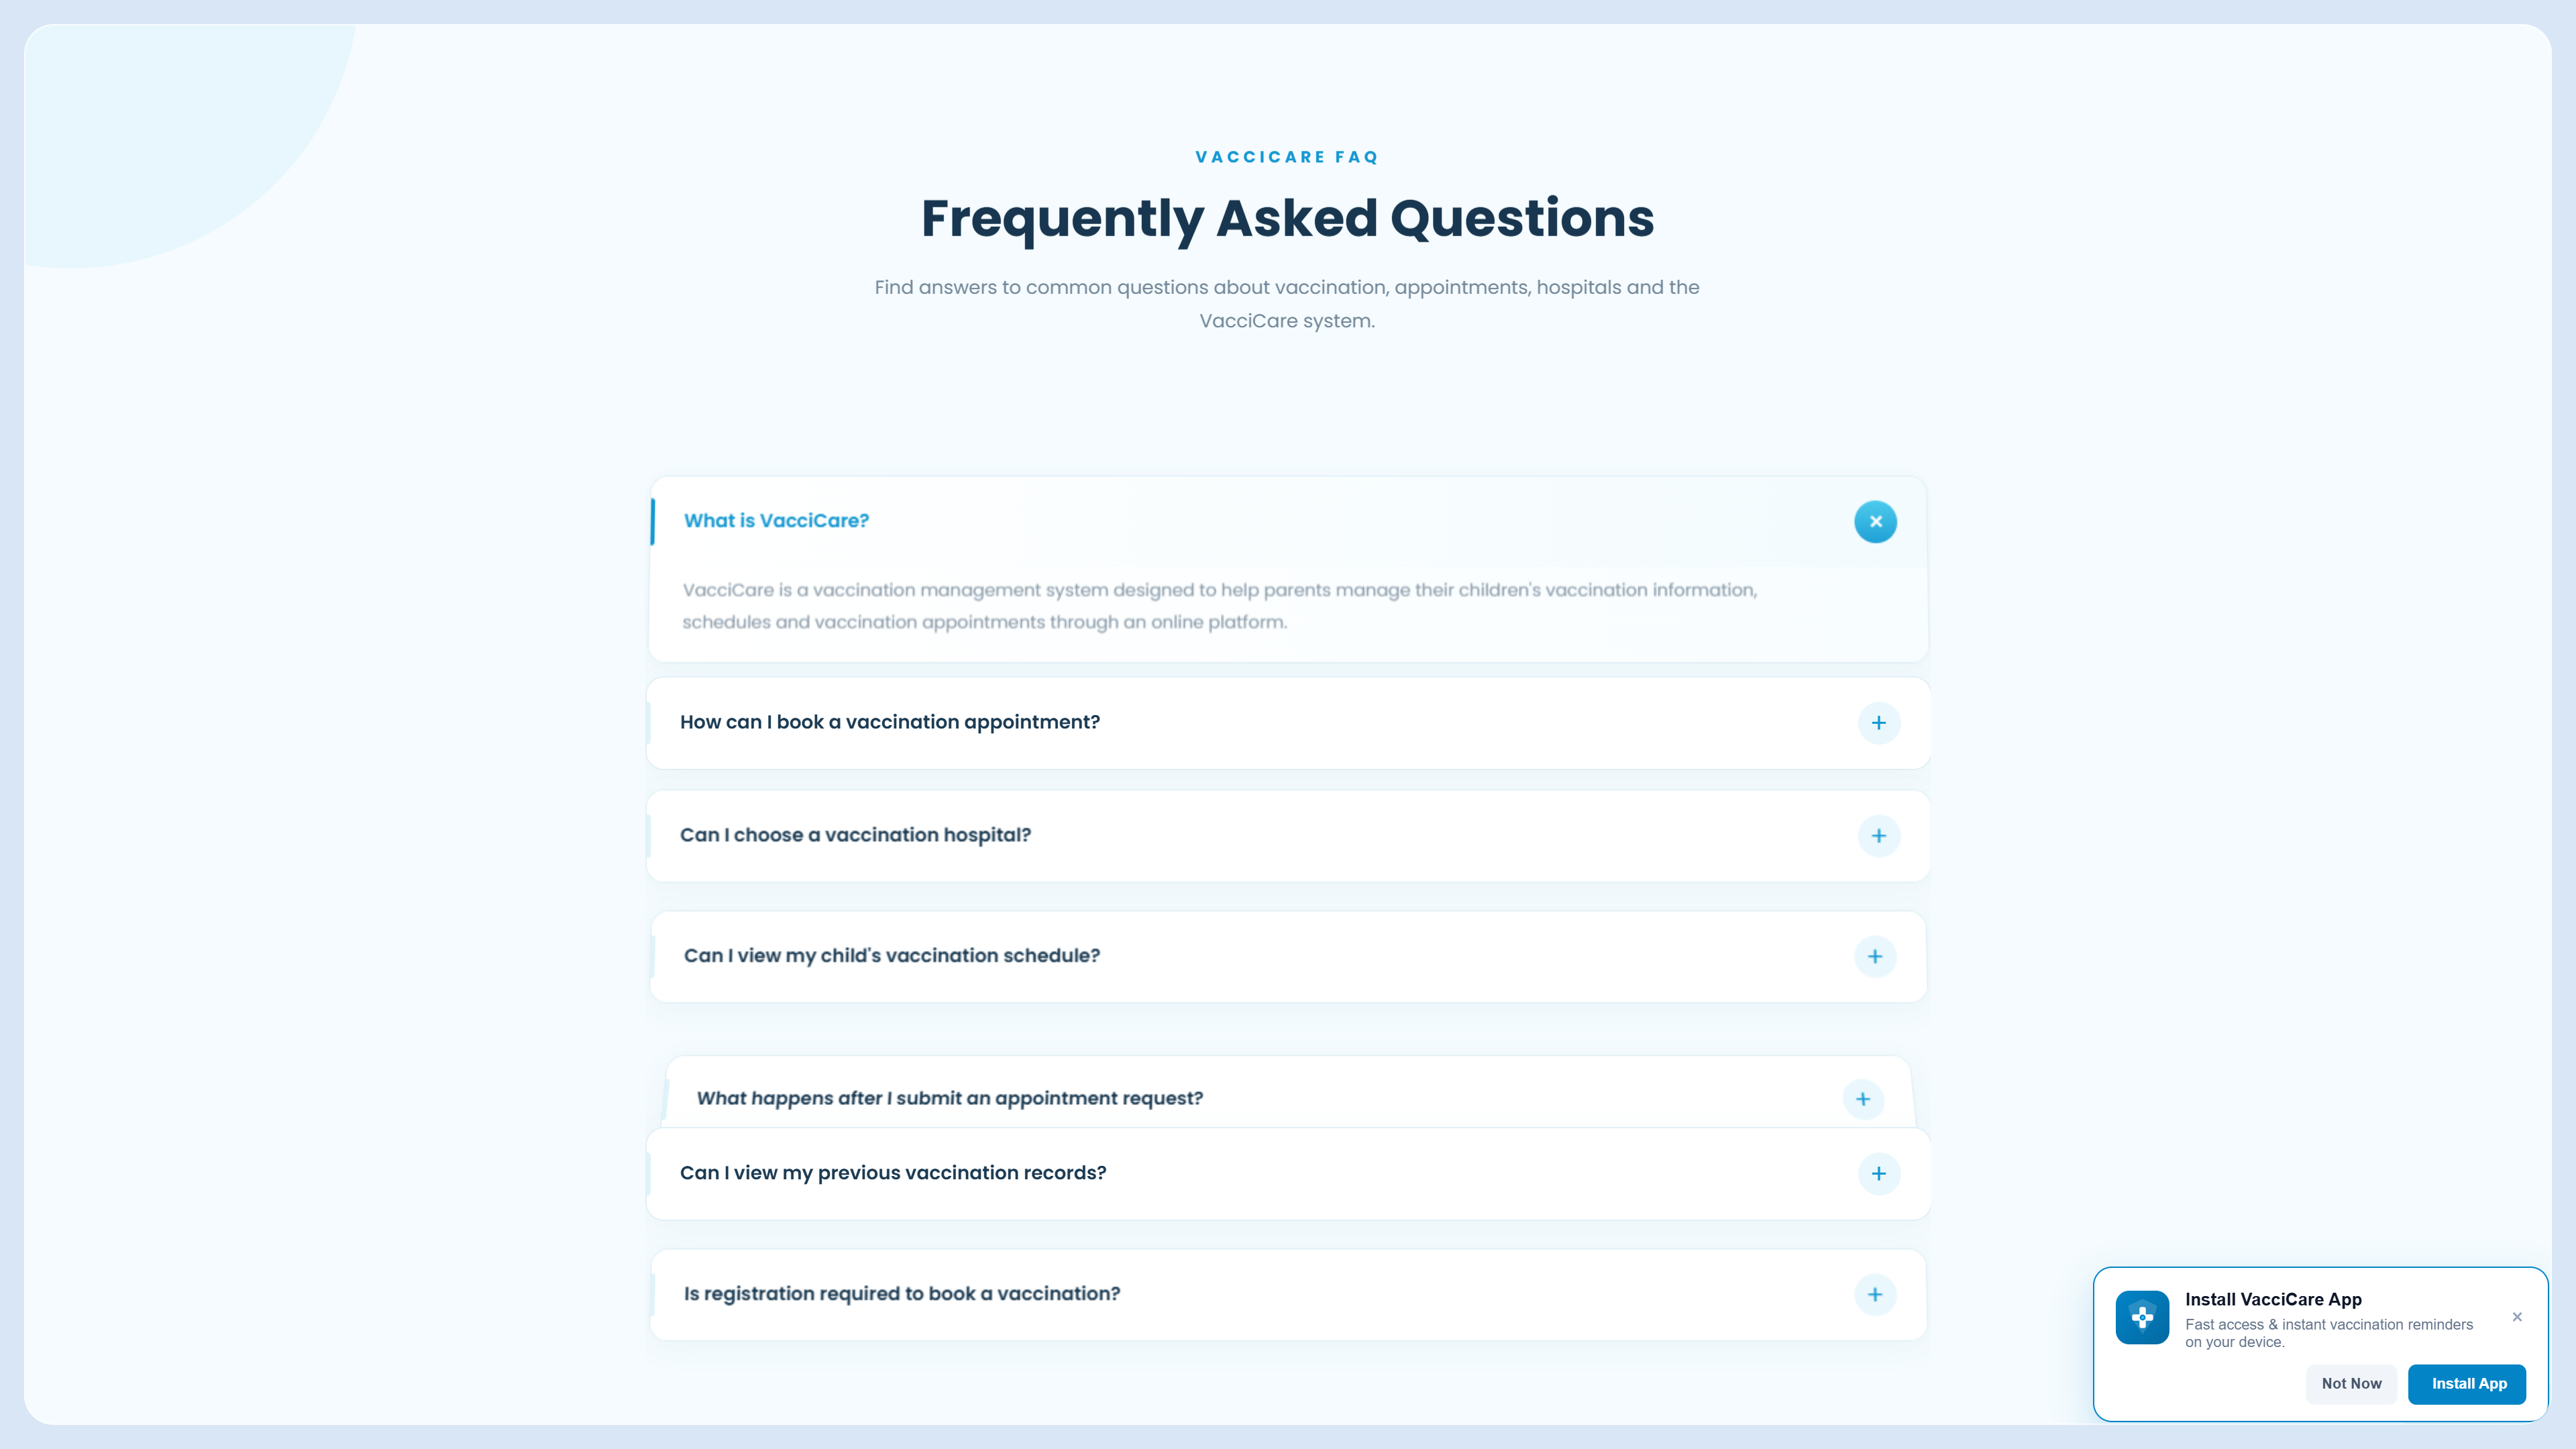 VACCICARE FAQ
Frequently Asked Questions
Find answers to common questions about vaccination, appointments, hospitals and the
VacciCare system.
What is VacciCare?
VacciCare is a vaccination management system designed to help parents manage their children's vaccination information,
schedules and vaccination appointments through an online platform.
How can I book a vaccination appointment?
Can I choose a vaccination hospital?
Can I view my child's vaccination schedule?
What happens after I submit an appointment request?
Can I view my previous vaccination records?
Is registration required to book a vaccination?
Install VacciCare App
Fast access & instant vaccination reminders
on your device.
Not Now
Install App